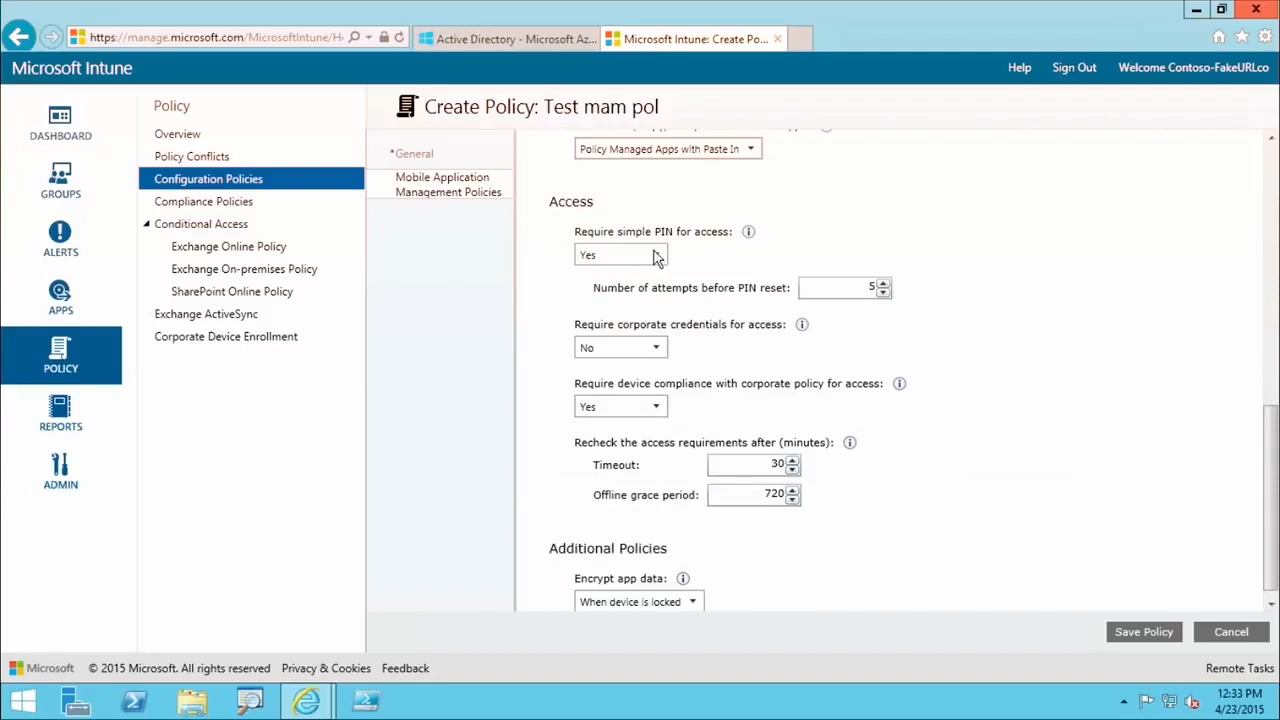 https://manage.microsoft.com/MicrosoftIntune/H
Active Directory - Microsoft Az...
Microsoft Intune: Create Po...
Microsoft Intune
Help
Sign Out
Welcome Contoso-FakeURLco
DASHBOARD
GROUPS
ALERTS
APPS
POLICY
REPORTS
ADMIN
Policy
Overview
Policy Conflicts
Configuration Policies
Compliance Policies
Conditional Access
Exchange Online Policy
Exchange On-premises Policy
SharePoint Online Policy
Exchange ActiveSync
Corporate Device Enrollment
Create Policy: Test mam pol
*General
Mobile Application
Management Policies
Policy Managed Apps with Paste In
Access
Require simple PIN for access:
Yes
Number of attempts before PIN reset: 5
Require corporate credentials for access:
No
Require device compliance with corporate policy for access:
Yes
Recheck the access requirements after (minutes):
Timeout: 30
Offline grace period: 720
Additional Policies
Encrypt app data:
When device is locked
Save Policy
Cancel
Microsoft © 2015 Microsoft. All rights reserved Privacy & Cookies Feedback
Remote Tasks
12:33 PM
4/23/2015